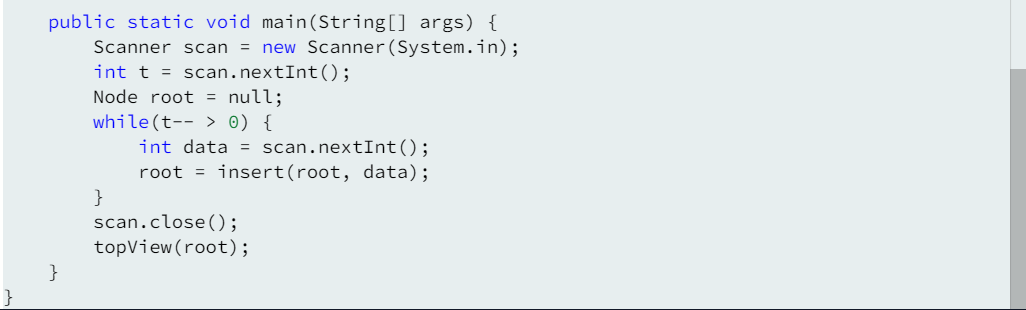 public static void main(String[] args) {
        Scanner scan = new Scanner(System.in);
        int t = scan.nextInt();
        Node root = null;
        while(t-- > 0) {
            int data = scan.nextInt();
            root = insert(root, data);
        }
        scan.close();
        topView(root);
    }
}